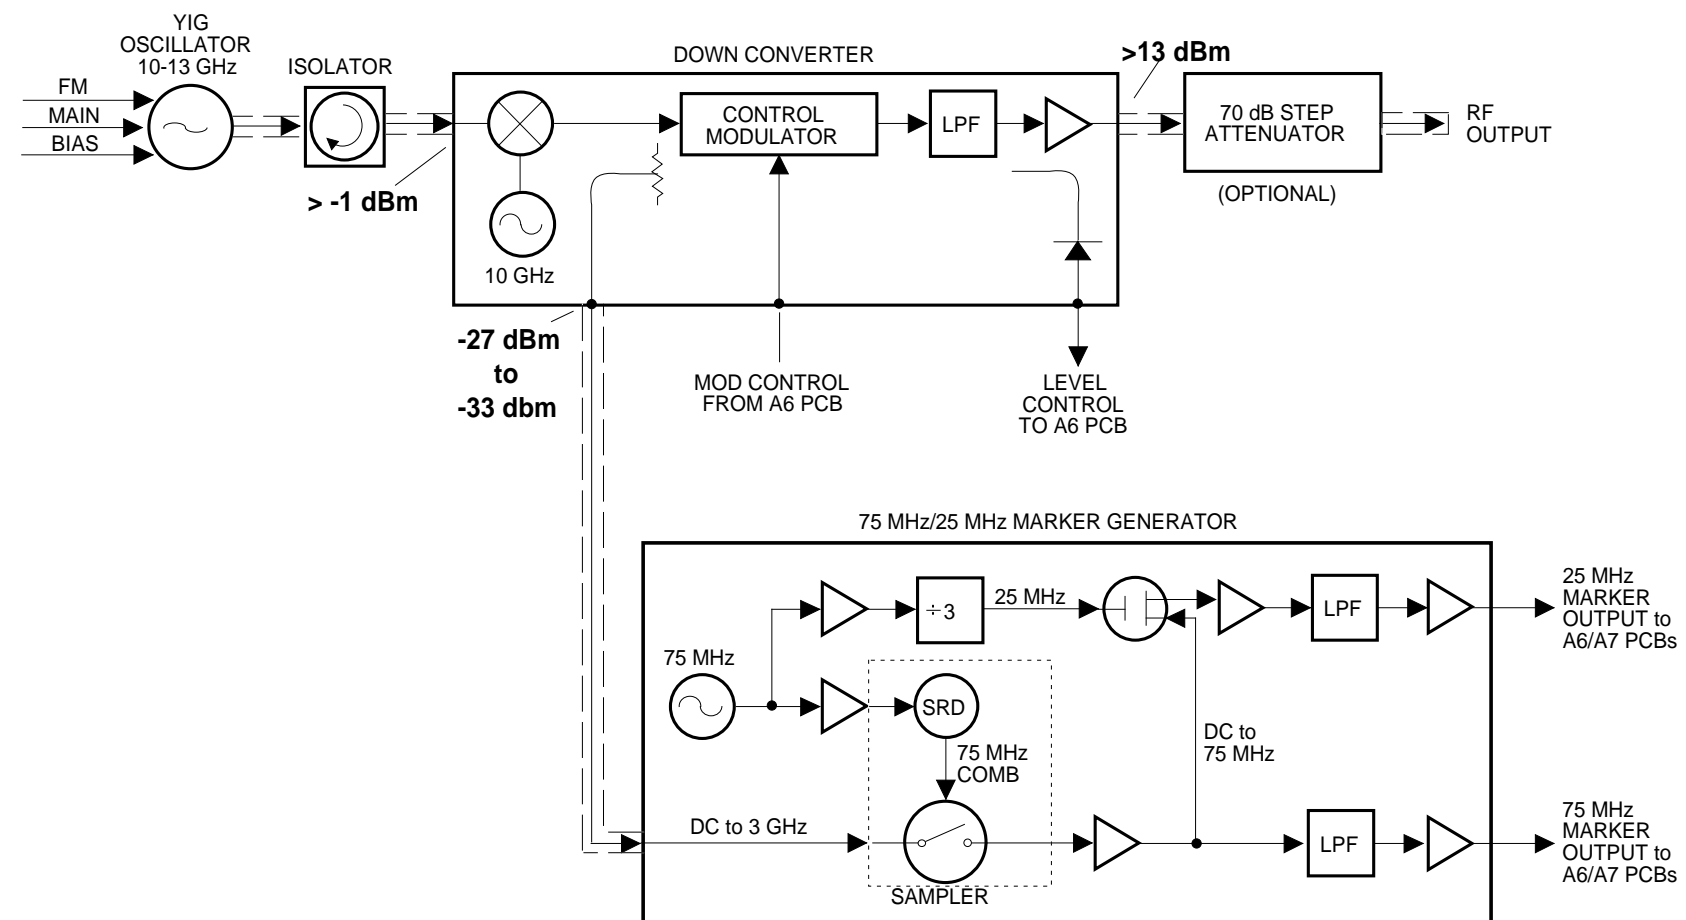 YIG
OSCILLATOR
10-13 GHz
ISOLATOR
DOWN CONVERTER
>13 dBm
FM
MAIN
BIAS
CONTROL
MODULATOR
LPF
70 dB STEP
ATTENUATOR
RF
OUTPUT
(OPTIONAL)
> -1 dBm
10 GHz
-27 dBm
to
-33 dbm
MOD CONTROL
FROM A6 PCB
LEVEL
CONTROL
TO A6 PCB
75 MHz/25 MHz MARKER GENERATOR
÷3
25 MHz
LPF
25 MHz
MARKER
OUTPUT to
A6/A7 PCBs
75 MHz
SRD
75 MHz
COMB
DC to
75 MHz
DC to 3 GHz
SAMPLER
LPF
75 MHz
MARKER
OUTPUT to
A6/A7 PCBs